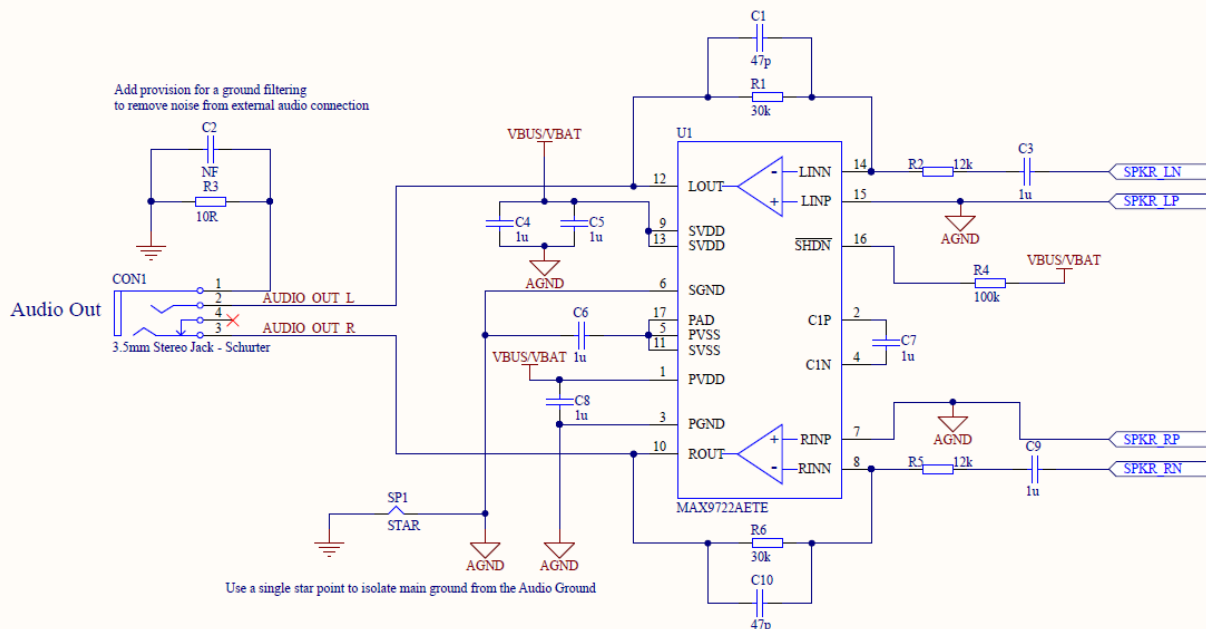 C1
47p
R1
30k
Add provision for a ground filtering
to remove noise from external audio connection
C2
NF
R3
10R
VBUS/VBAT
U1
C4
1u
C5
1u
AGND
12
LOUT
9
SVDD
13
SVDD
6
SGND
17
PAD
5
PVSS
11
SVSS
1
PVDD
3
PGND
10
ROUT
-
LINN
14
+
LINP
15
SHDN
16
C1P
2
C1N
4
+
RINP
7
-
RINN
8
MAX9722AETE
R2
12k
C3
1u
SPKR_LN
SPKR_LP
AGND
R4
100k
VBUS/VBAT
C7
1u
CON1
1
2
4
3
Audio Out
AUDIO_OUT_L
AUDIO_OUT_R
3.5mm Stereo Jack - Schurter
C6
1u
VBUS/VBAT
C8
1u
AGND
SPKR_RP
SPKR_RN
R5
12k
C9
1u
SP1
STAR
AGND
AGND
R6
30k
C10
47p
Use a single star point to isolate main ground from the Audio Ground